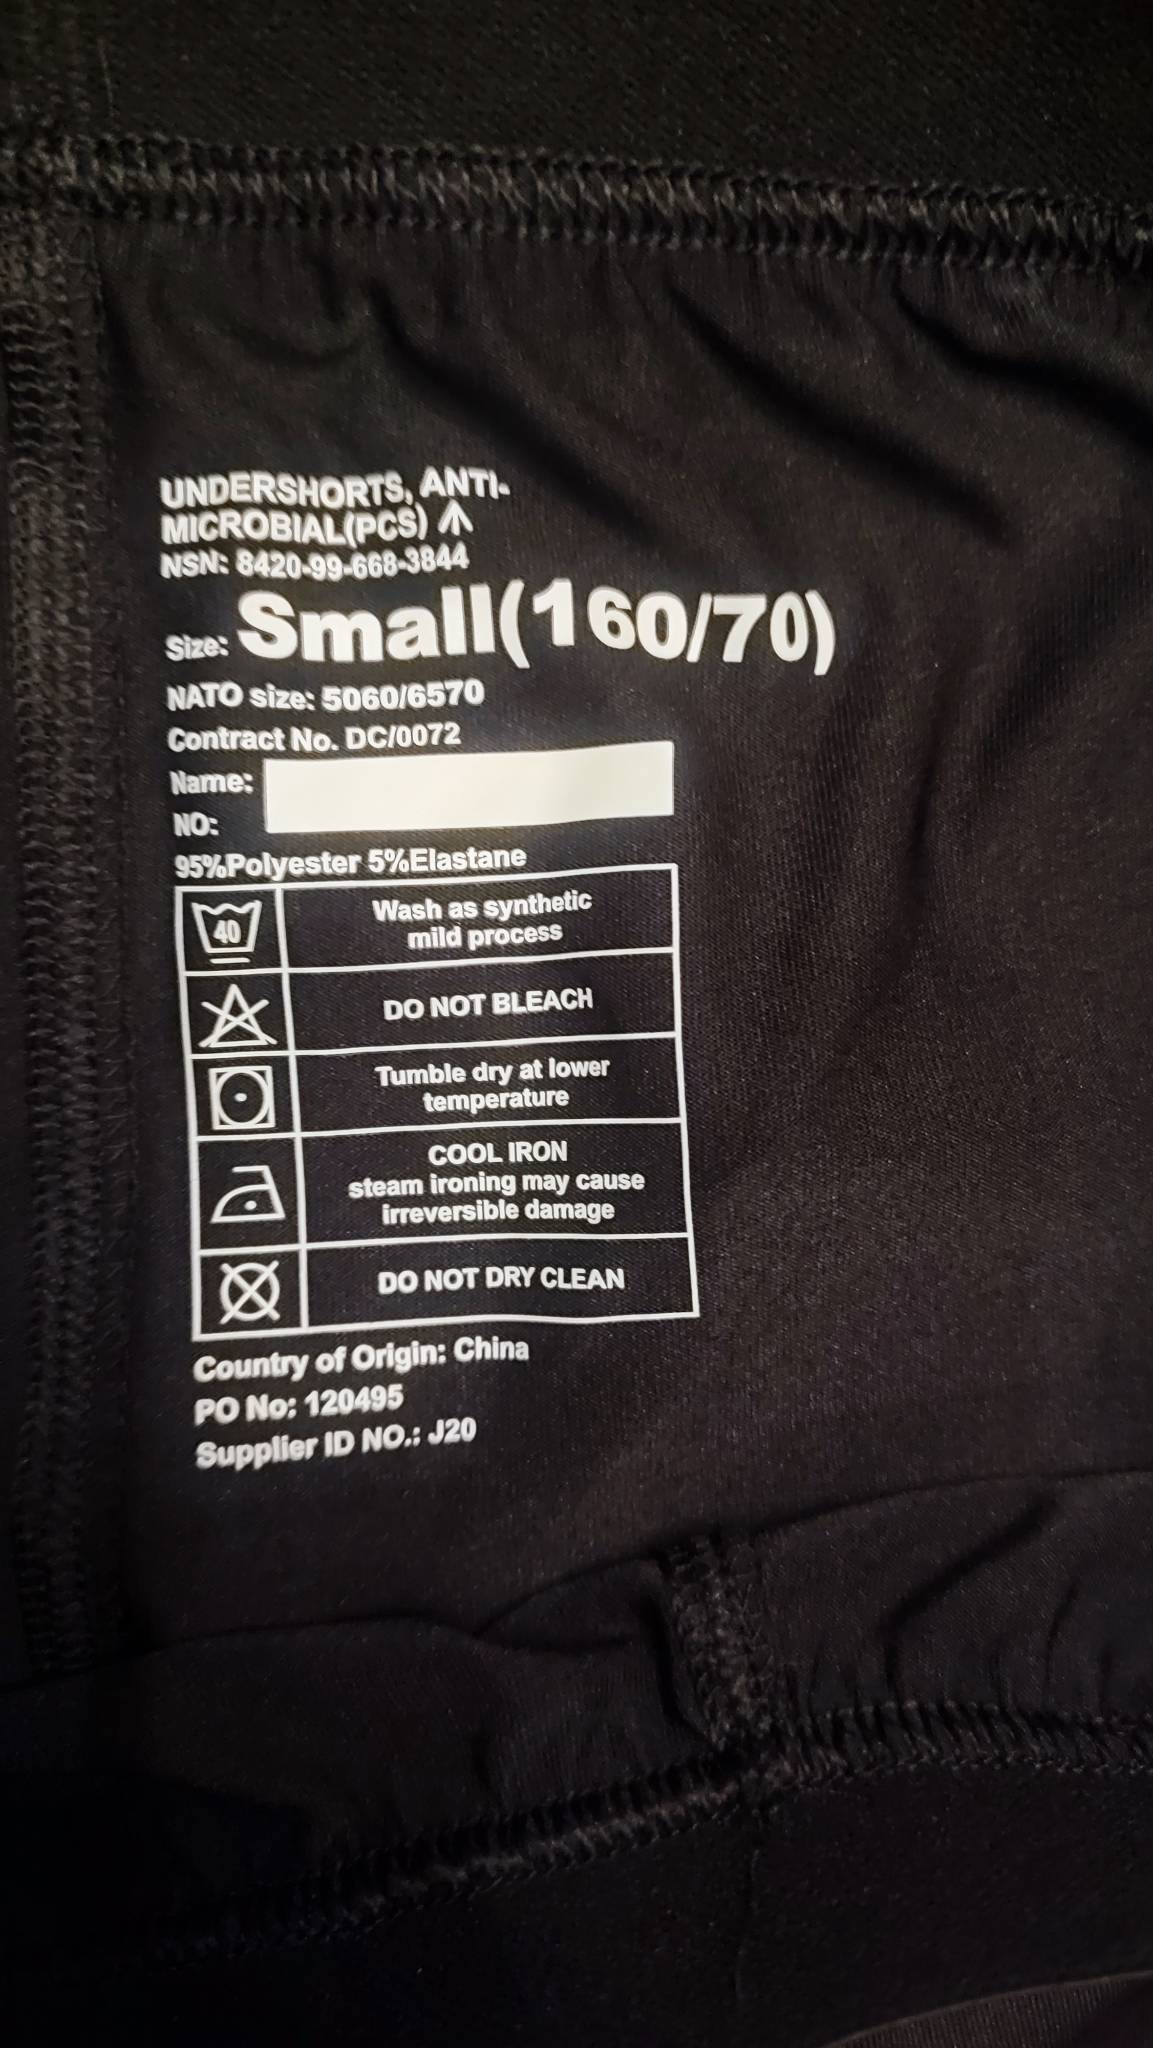 UNDERSHORTS, ANTI-
MICROBIAL(PCS)
NSN: 8420-99-668-3844
Size: Small(160/70)
NATO size: 5060/6570
Contract No. DC/0072
Name:
NO:
95%Polyester 5%Elastane
40
Wash as synthetic
mild process
DO NOT BLEACH
Tumble dry at lower
temperature
COOL IRON
steam ironing may cause
irreversible damage
DO NOT DRY CLEAN
Country of Origin: China
PO No: 120495
Supplier ID NO.: J20